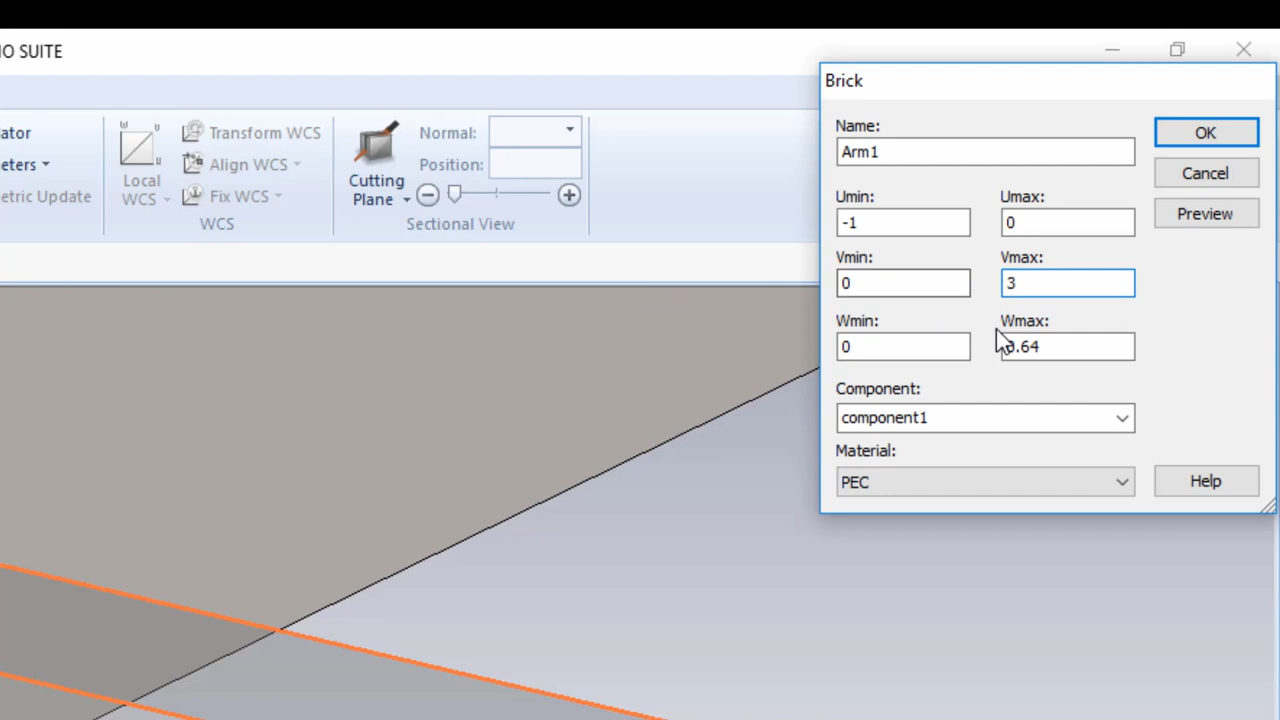 IO SUITE
ator
eters
etric Update
w v
u
Local
WCS
Transform WCS
Align WCS
Fix WCS
WCS
Cutting
Plane
Normal:
Position:
Sectional View
Brick
Name:
Arm1
OK
Cancel
Preview
Umin: Umax:
-1 0
Vmin: Vmax:
0 3
Wmin: Wmax:
0 .64
Component:
component1
Material:
PEC
Help